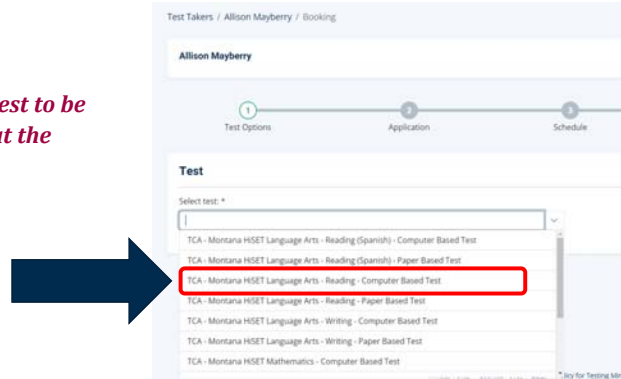 Test Takers / Allison Mayberry / Booking
Allison Mayberry
est to be
ut the
1 2 3
Test Options Application Schedule
Test
Select test: *
TCA - Montana HiSET Language Arts - Reading (Spanish) - Computer Based Test
TCA - Montana HiSET Language Arts - Reading (Spanish) - Paper Based Test
TCA - Montana HiSET Language Arts - Reading - Computer Based Test
TCA - Montana HiSET Language Arts - Reading - Paper Based Test
TCA - Montana HiSET Language Arts - Writing - Computer Based Test
TCA - Montana HiSET Language Arts - Writing - Paper Based Test
TCA - Montana HiSET Mathematics - Computer Based Test
for Testing